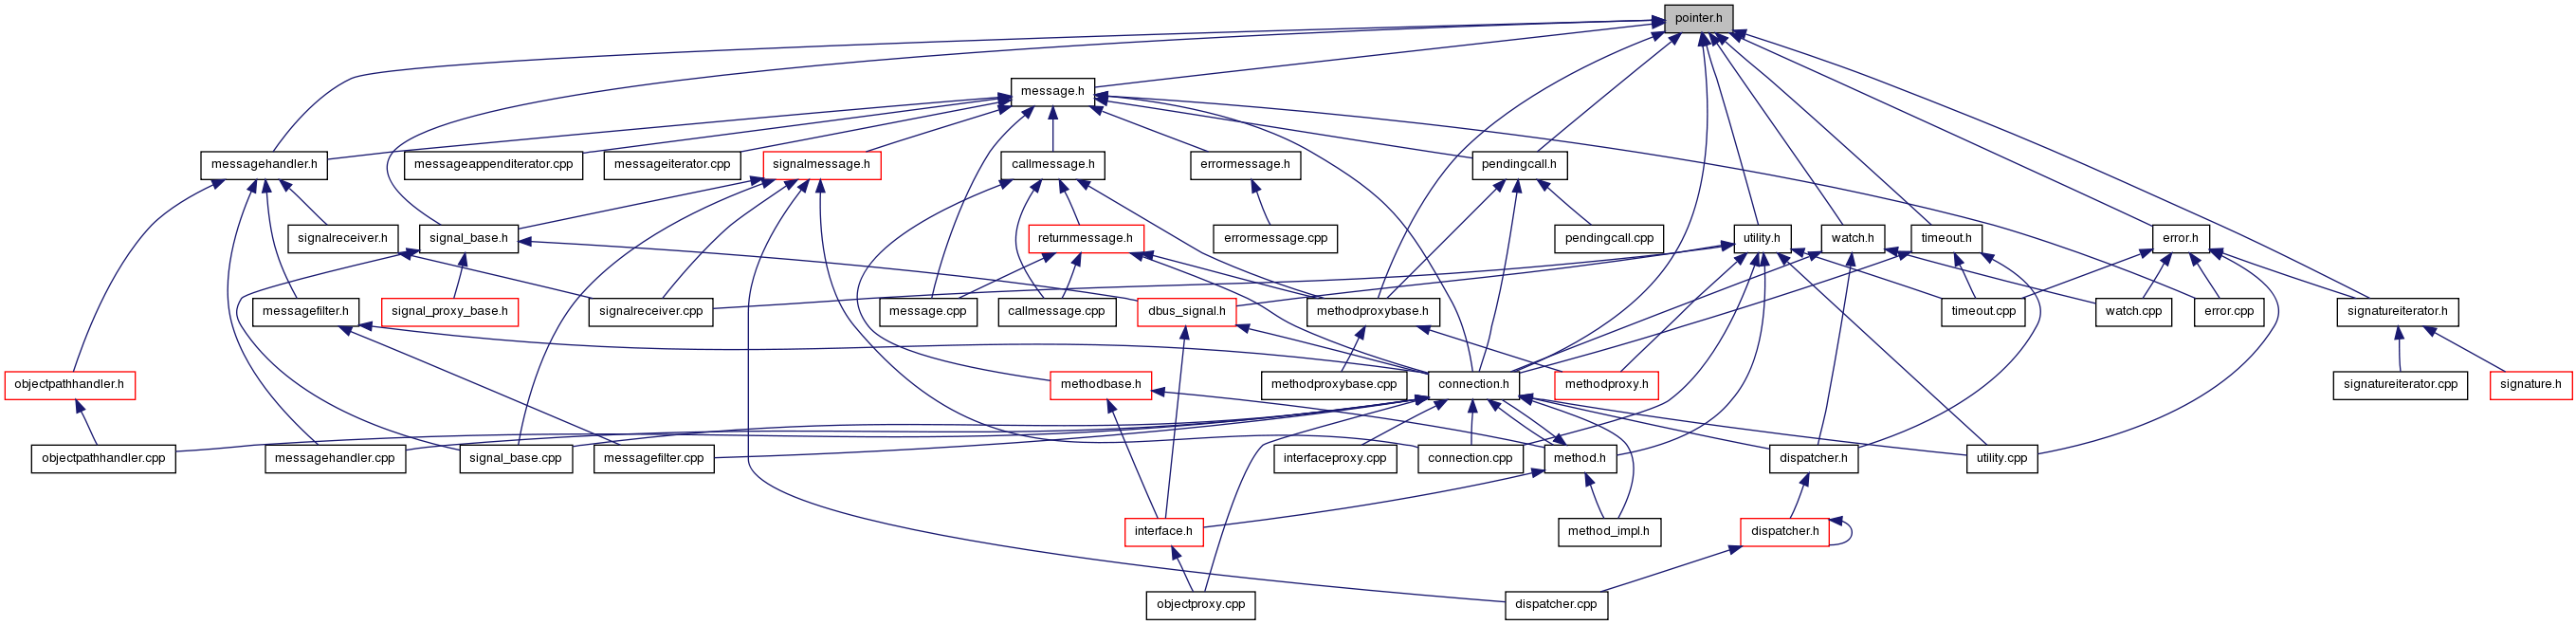 pointer.h
message.h
messagehandler.h
messageappenditerator.cpp
messageiterator.cpp
signalmessage.h
callmessage.h
errormessage.h
pendingcall.h
signalreceiver.h
signal_base.h
returnmessage.h
errormessage.cpp
pendingcall.cpp
utility.h
watch.h
timeout.h
error.h
messagefilter.h
signal_proxy_base.h
signalreceiver.cpp
message.cpp
callmessage.cpp
dbus_signal.h
methodproxybase.h
timeout.cpp
watch.cpp
error.cpp
signatureiterator.h
objectpathhandler.h
methodbase.h
methodproxybase.cpp
connection.h
methodproxy.h
signatureiterator.cpp
signature.h
objectpathhandler.cpp
messagehandler.cpp
signal_base.cpp
messagefilter.cpp
interfaceproxy.cpp
connection.cpp
method.h
dispatcher.h
utility.cpp
interface.h
method_impl.h
dispatcher.h
objectproxy.cpp
dispatcher.cpp